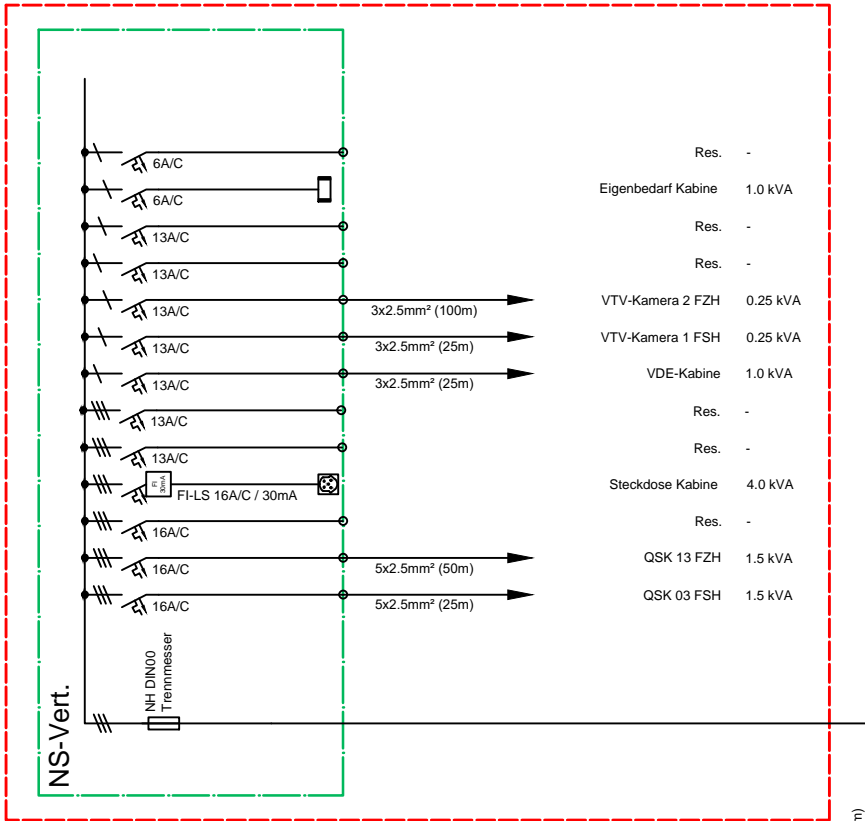 6A/C Res. -
6A/C Eigenbedarf Kabine 1.0 kVA
13A/C Res. -
13A/C Res. -
13A/C 3x2.5mm² (100m) VTV-Kamera 2 FZH 0.25 kVA
13A/C 3x2.5mm² (25m) VTV-Kamera 1 FSH 0.25 kVA
13A/C 3x2.5mm² (25m) VDE-Kabine 1.0 kVA
13A/C Res. -
13A/C Res. -
FI
30mA
FI-LS 16A/C / 30mA Steckdose Kabine 4.0 kVA
16A/C Res. -
16A/C 5x2.5mm² (50m) QSK 13 FZH 1.5 kVA
16A/C 5x2.5mm² (25m) QSK 03 FSH 1.5 kVA
NH DIN00
Trennmesser
NS-Vert.
m)